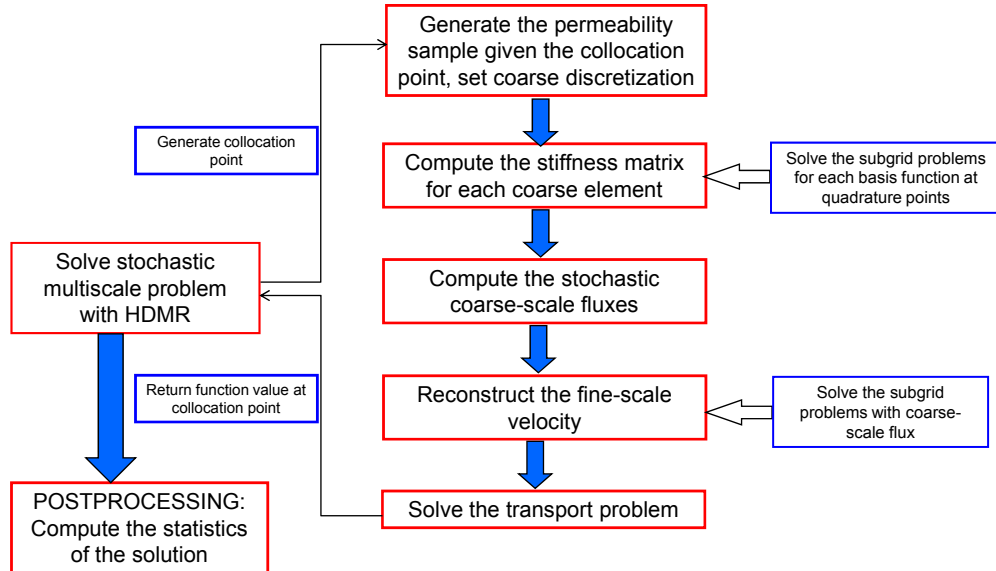 Generate the permeability
sample given the collocation
point, set coarse discretization
Generate collocation
point
Compute the stiffness matrix
for each coarse element
Solve the subgrid problems
for each basis function at
quadrature points
Solve stochastic
multiscale problem
with HDMR
Compute the stochastic
coarse-scale fluxes
Return function value at
collocation point
Reconstruct the fine-scale
velocity
Solve the subgrid
problems with coarse-
scale flux
POSTPROCESSING:
Compute the statistics
of the solution
Solve the transport problem